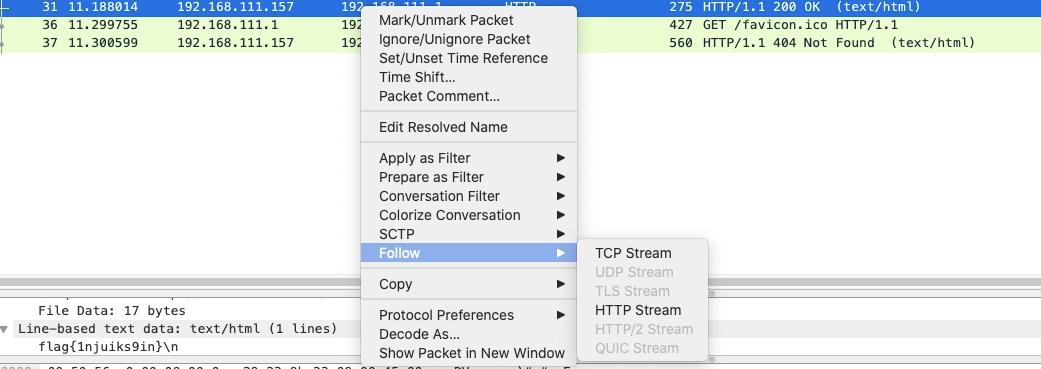 31 11.188014 192.168.111.157 192.168.111.1 HTTP 275 HTTP/1.1 200 OK (text/html)
36 11.299755 192.168.111.1 192 427 GET /favicon.ico HTTP/1.1
37 11.300599 192.168.111.157 192 560 HTTP/1.1 404 Not Found (text/html)
Mark/Unmark Packet
Ignore/Unignore Packet
Set/Unset Time Reference
Time Shift...
Packet Comment...
Edit Resolved Name
Apply as Filter
Prepare as Filter
Conversation Filter
Colorize Conversation
SCTP
Follow
TCP Stream
UDP Stream
TLS Stream
HTTP Stream
HTTP/2 Stream
QUIC Stream
Copy
Protocol Preferences
Decode As...
Show Packet in New Window
File Data: 17 bytes
Line-based text data: text/html (1 lines)
flag{1njuiks9in}\n